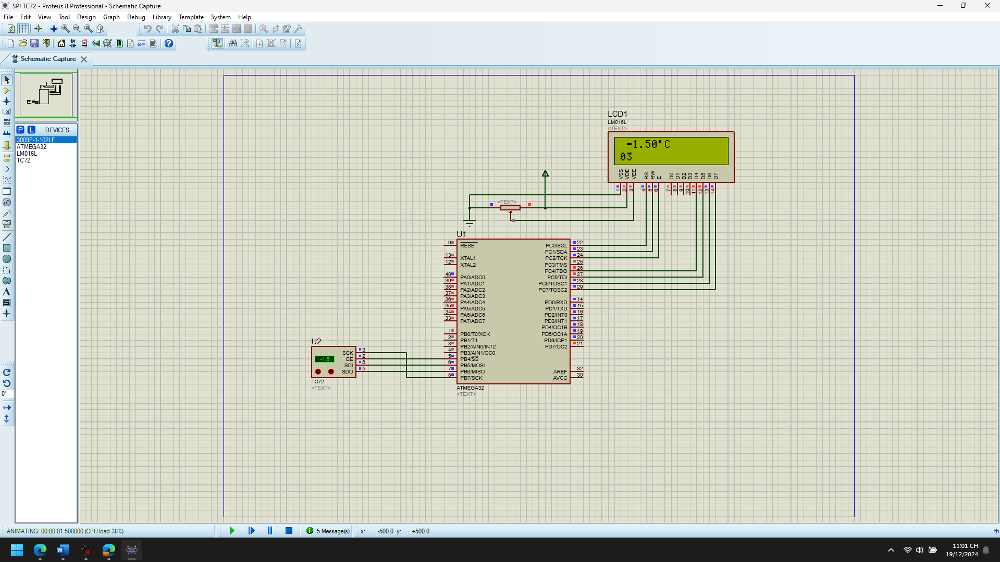 SPI TC72 - Proteus 8 Professional - Schematic Capture
File Edit View Tool Design Graph Debug Library Template System Help
Schematic Capture
P L DEVICES
3009P-1-102LF
ATMEGA32
LM016L
TC72
LBL
A
S
0°
LCD1
LM016L
<TEXT>
-1.50°C
03
VSS VDD VEE RS RW E D0 D1 D2 D3 D4 D5 D6 D7
1 2 3 4 5 6 7 8 9 10 11 12 13 14
<TEXT>
U1
9 RESET PC0/SCL 22
PC1/SDA 23
13 XTAL1 PC2/TCK 24
12 XTAL2 PC3/TMS 25
PC4/TDO 26
40 PA0/ADC0 PC5/TDI 27
39 PA1/ADC1 PC6/TOSC1 28
38 PA2/ADC2 PC7/TOSC2 29
37 PA3/ADC3
36 PA4/ADC4 PD0/RXD 14
35 PA5/ADC5 PD1/TXD 15
34 PA6/ADC6 PD2/INT0 16
33 PA7/ADC7 PD3/INT1 17
PD4/OC1B 18
1 PB0/T0/XCK PD5/OC1A 19
2 PB1/T1 PD6/ICP1 20
3 PB2/AIN0/INT2 PD7/OC2 21
4 PB3/AIN1/OC0
5 PB4/SS
6 PB5/MOSI
7 PB6/MISO AREF 32
8 PB7/SCK AVCC 30
ATMEGA32
<TEXT>
U2
SCK 3
-1.5 CE 2
SDI 6
SDO 5
TC72
<TEXT>
ANIMATING: 00:00:01.500000 (CPU load 38%) 5 Message(s) x: -500.0 y: +500.0 th
11:01 CH
19/12/2024